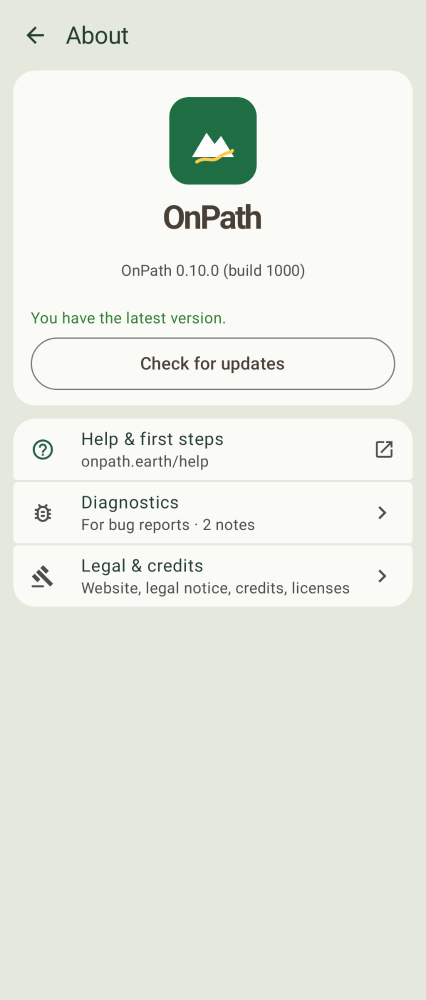 About
OnPath
OnPath 0.10.0 (build 1000)
You have the latest version.
Check for updates
Help & first steps
onpath.earth/help
Diagnostics
For bug reports · 2 notes
Legal & credits
Website, legal notice, credits, licenses